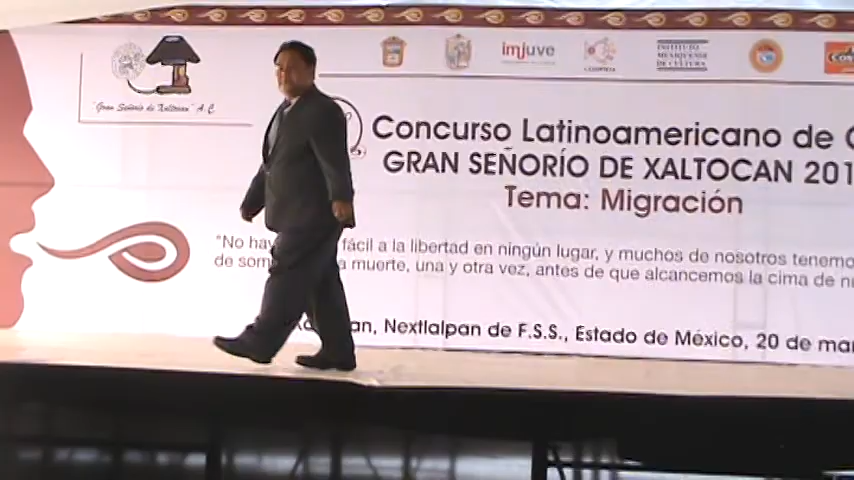 "Gran Señorío de Xaltocan" A.C.
imjuve
INSTITUTO
MEXIQUENSE
DE CULTURA
Concurso Latinoamericano de
GRAN SEÑORÍO DE XALTOCAN 201
Tema: Migración
"No hay fácil a la libertad en ningún lugar, y muchos de nosotros
de muerte, una y otra vez, antes de que alcancemos la cima de
Nextlalpan de F.S.S., Estado de México, 20 de